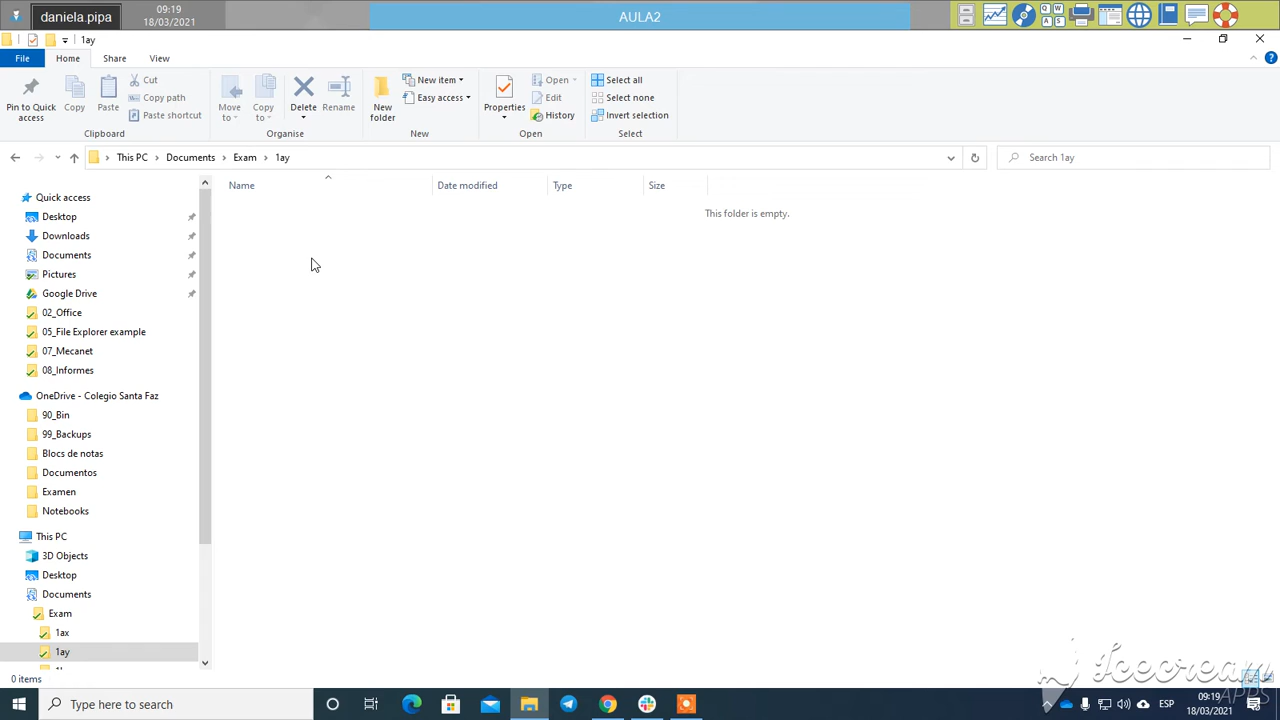 daniela.pipa
09:19
18/03/2021
AULA2
1ay
File
Home
Share
View
Pin to Quick access
Copy
Paste
Cut
Copy path
Paste shortcut
Clipboard
Move to
Copy to
Delete
Rename
Organise
New folder
New item
Easy access
New
Properties
Open
Edit
History
Open
Select all
Select none
Invert selection
Select
This PC > Documents > Exam > 1ay
Search 1ay
Name
Date modified
Type
Size
This folder is empty.
Quick access
Desktop
Downloads
Documents
Pictures
Google Drive
02_Office
05_File Explorer example
07_Mecanet
08_Informes
OneDrive - Colegio Santa Faz
90_Bin
99_Backups
Blocs de notas
Documentos
Examen
Notebooks
This PC
3D Objects
Desktop
Documents
Exam
1ax
1ay
0 items
Icecream
APPS
Type here to search
ESP
09:19
18/03/2021